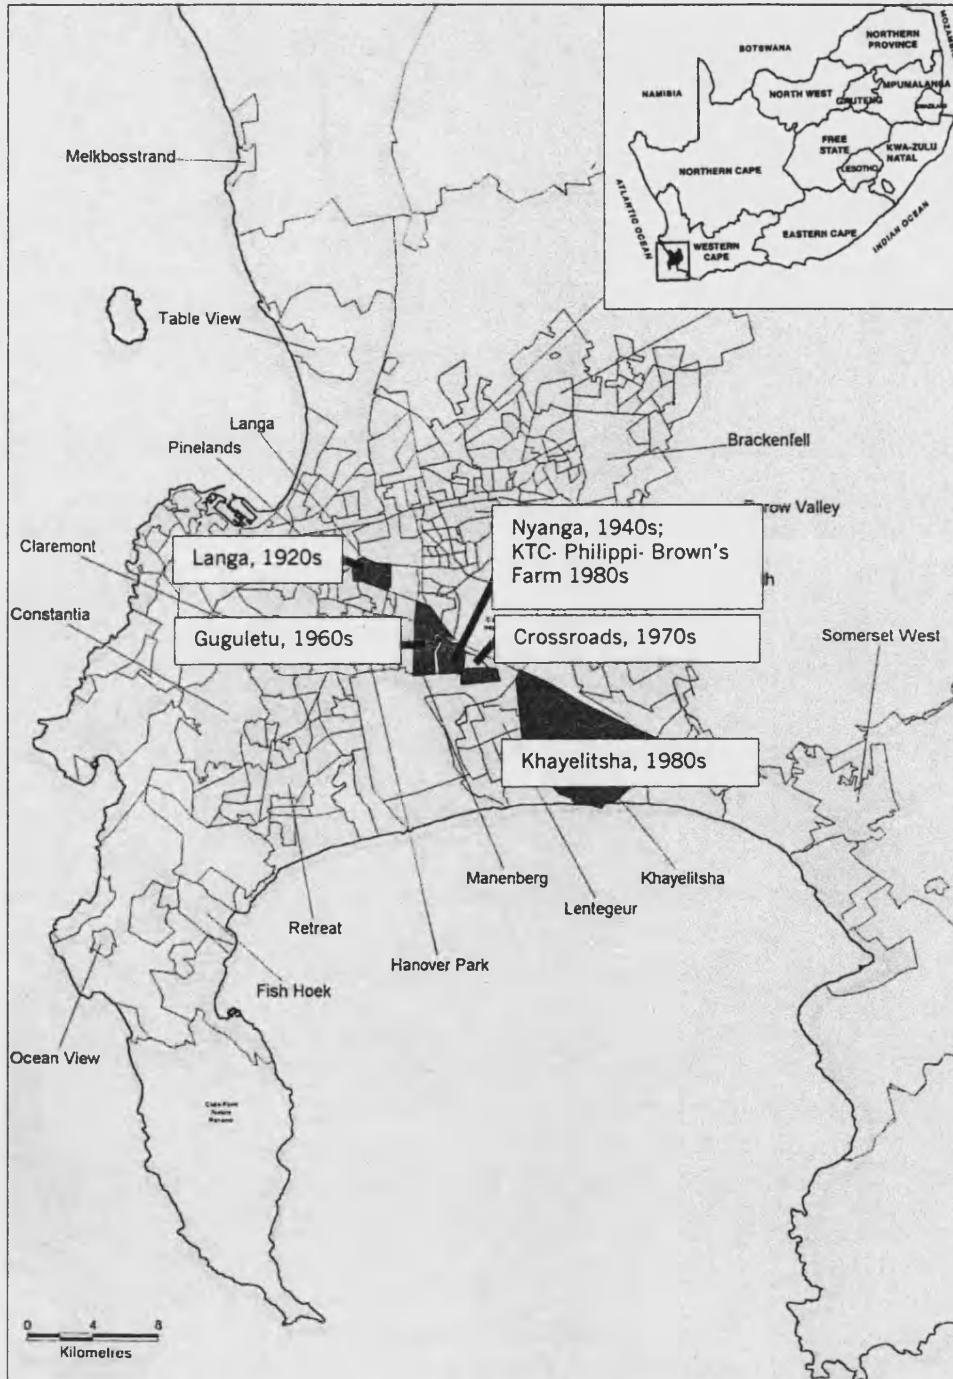 BOTSWANA
NAMIBIA
NORTHERN
PROVINCE
NORTH WEST
MPUMALANGA
FREE
STATE
KWA-ZULU
NATAL
LESOTHO
NORTHERN CAPE
ATLANTIC OCEAN
WESTERN
CAPE
EASTERN CAPE
INDIAN OCEAN
Melkbosstrand
Table View
Langa
Pinelands
Brackenfell
rrow Valley
Claremont
Langa, 1920s
Nyanga, 1940s;
KTC- Philippi- Brown's
Farm 1980s
Constantia
Guguletu, 1960s
Crossroads, 1970s
Somerset West
Khayelitsha, 1980s
Manenberg
Khayelitsha
Lentegeur
Retreat
Hanover Park
Fish Hoek
Ocean View
0 4 8
Kilometres